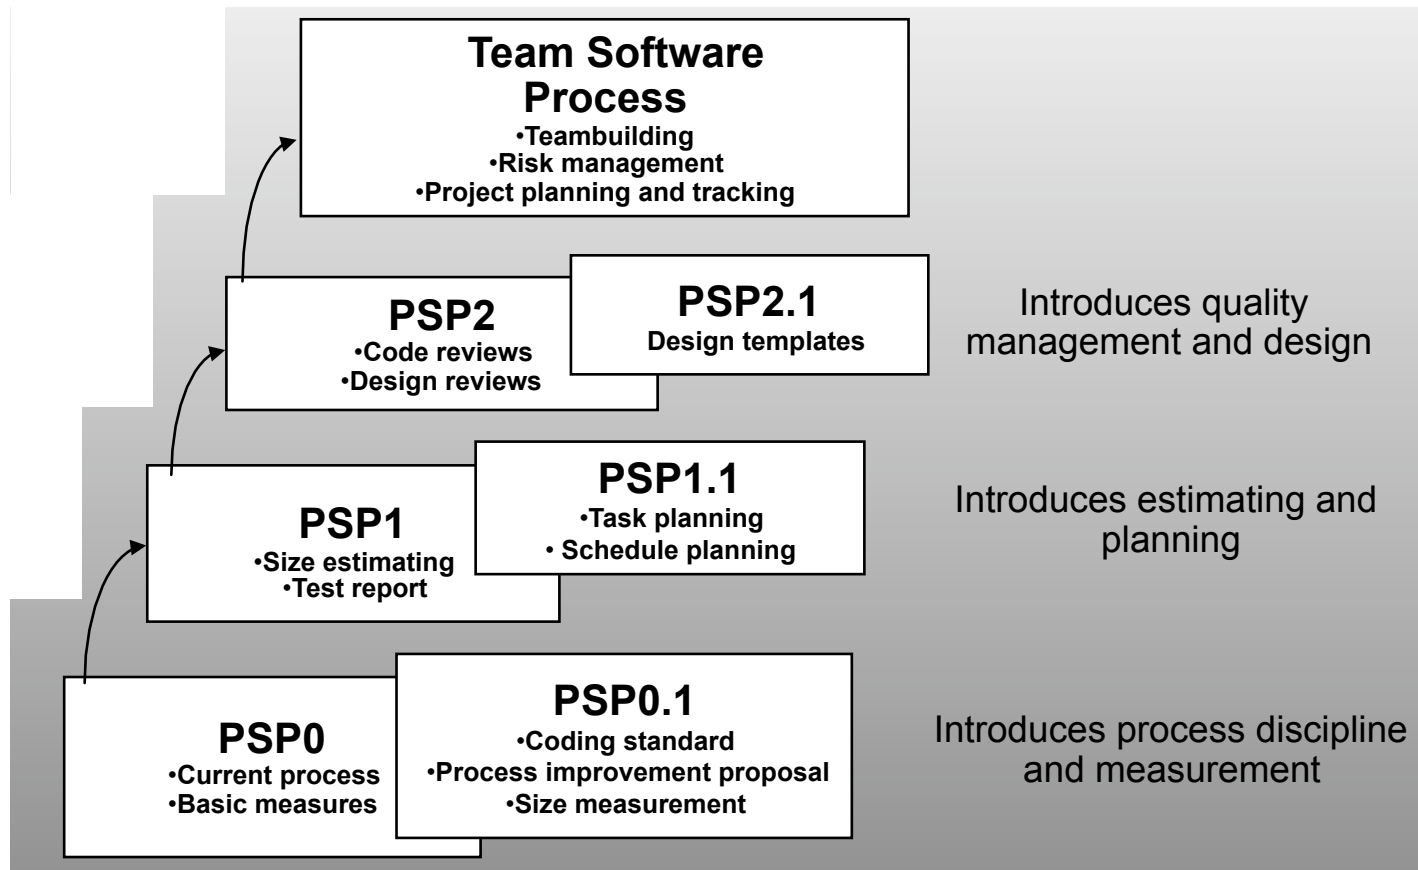 Team Software
Process
•Teambuilding
•Risk management
•Project planning and tracking
PSP2
•Code reviews
•Design reviews
PSP2.1
Design templates
Introduces quality
management and design
PSP1
•Size estimating
•Test report
PSP1.1
•Task planning
• Schedule planning
Introduces estimating and
planning
PSP0
•Current process
•Basic measures
PSP0.1
•Coding standard
•Process improvement proposal
•Size measurement
Introduces process discipline
and measurement